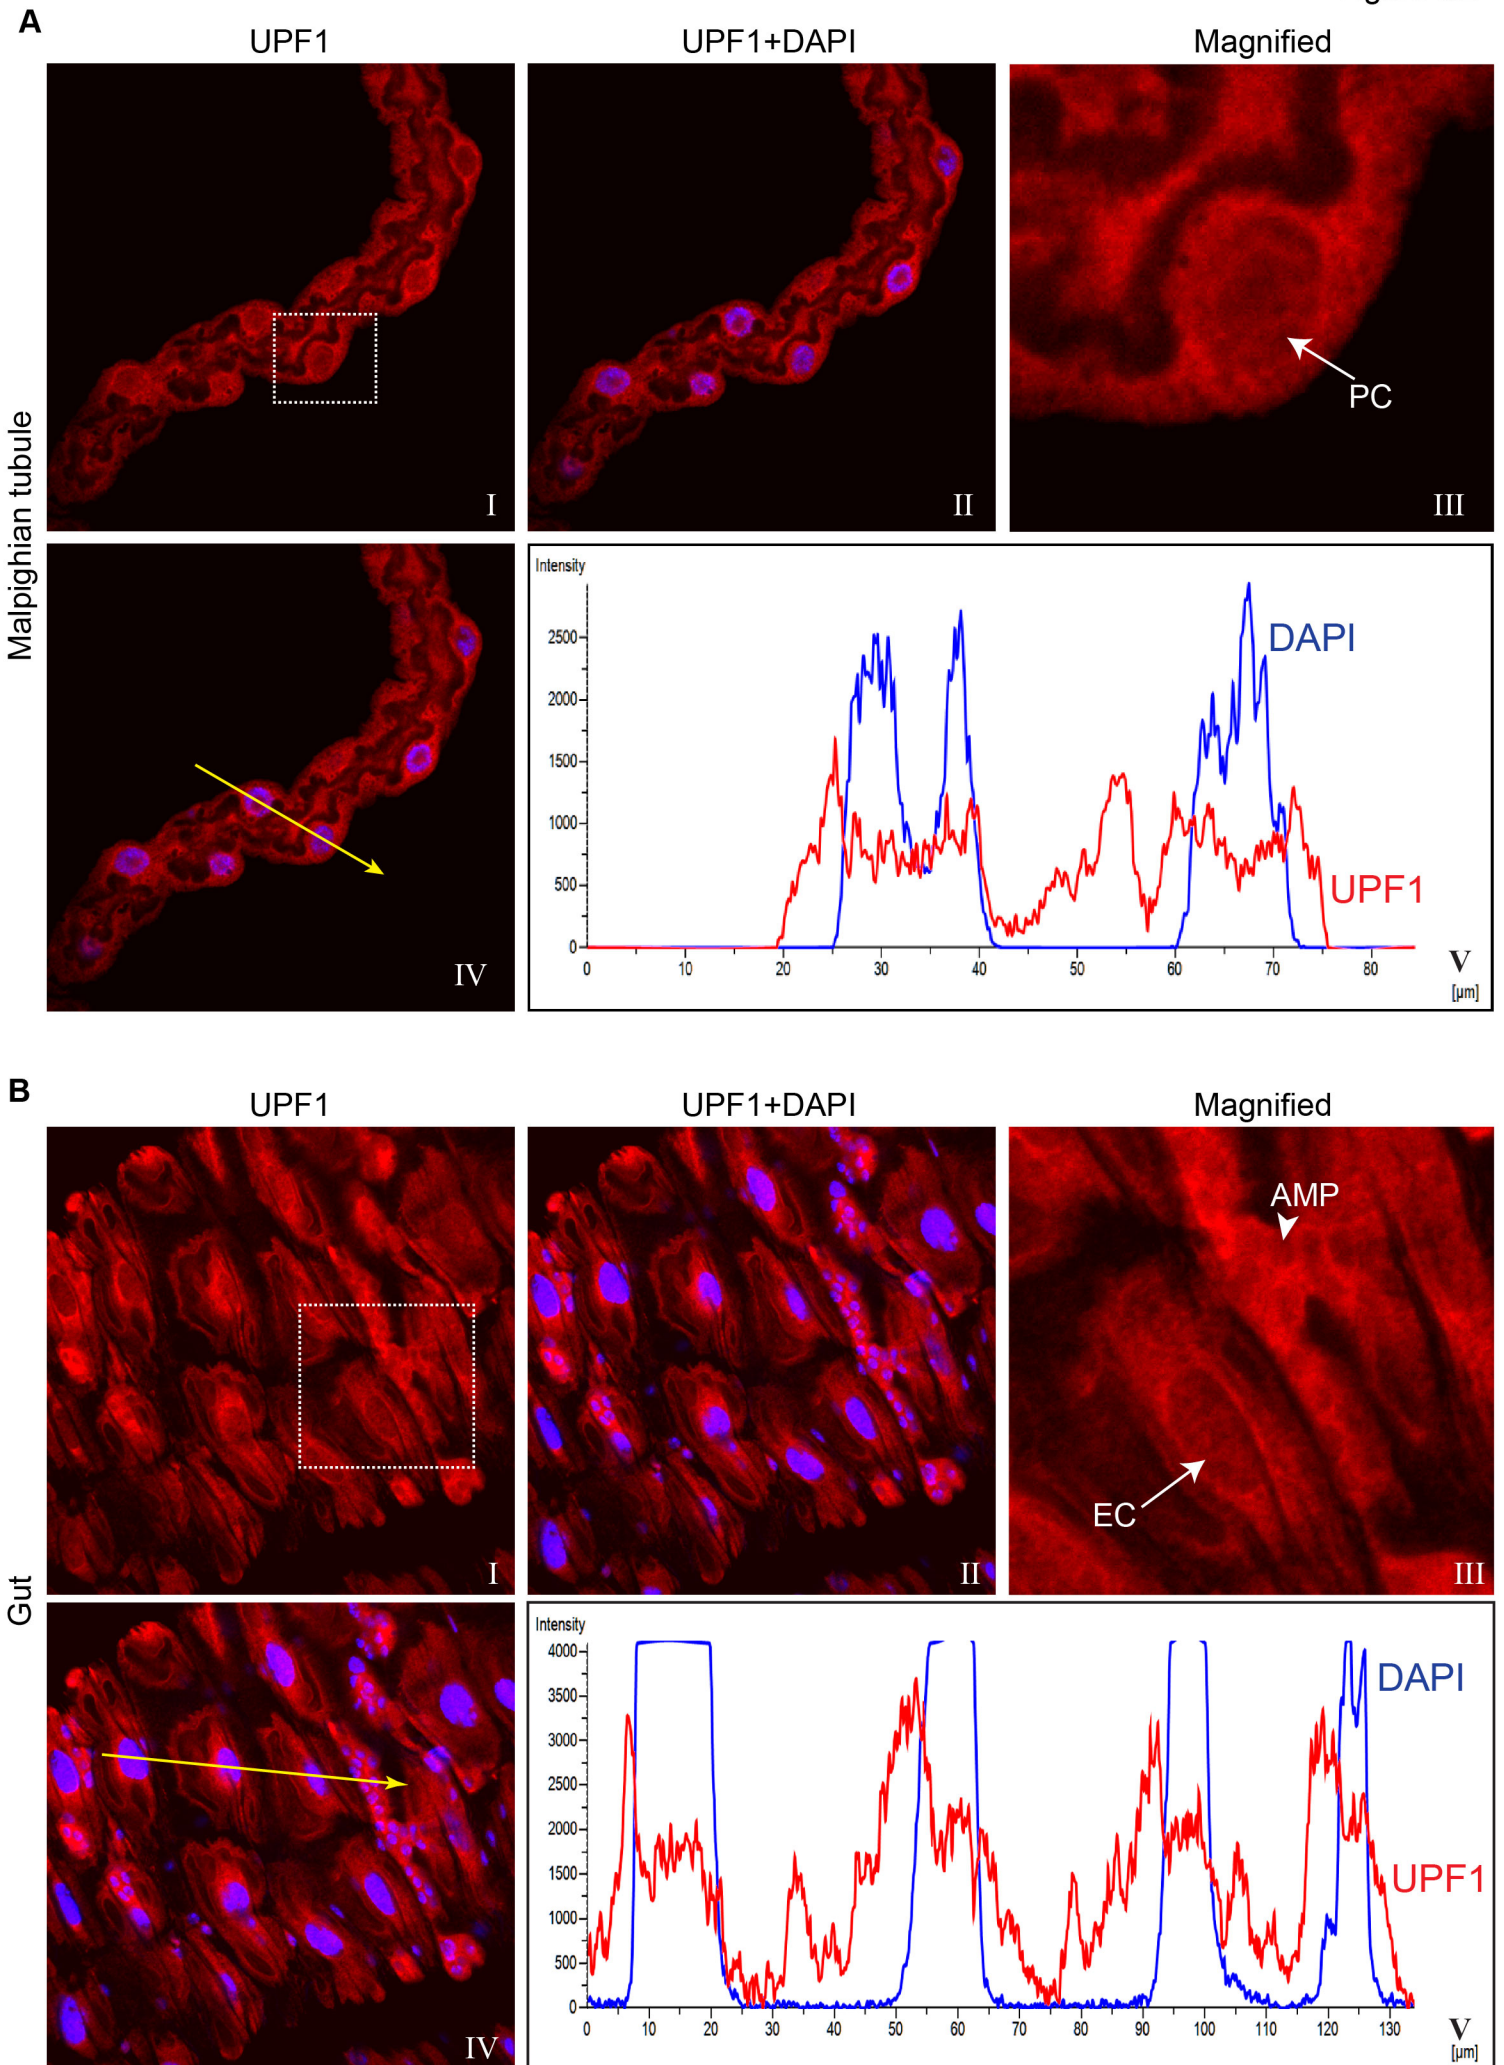 A
UPF1 UPF1+DAPI Magnified
Malpighian tubule
I
II
PC
III
IV
Intensity
2500
2000
1500
1000
500
0
0 10 20 30 40 50 60 70 80
DAPI
UPF1
V
[µm]
B
UPF1 UPF1+DAPI Magnified
Gut
I
II
AMP
EC
III
IV
Intensity
4000
3500
3000
2500
2000
1500
1000
500
0
0 10 20 30 40 50 60 70 80 90 100 110 120 130
DAPI
UPF1
V
[µm]